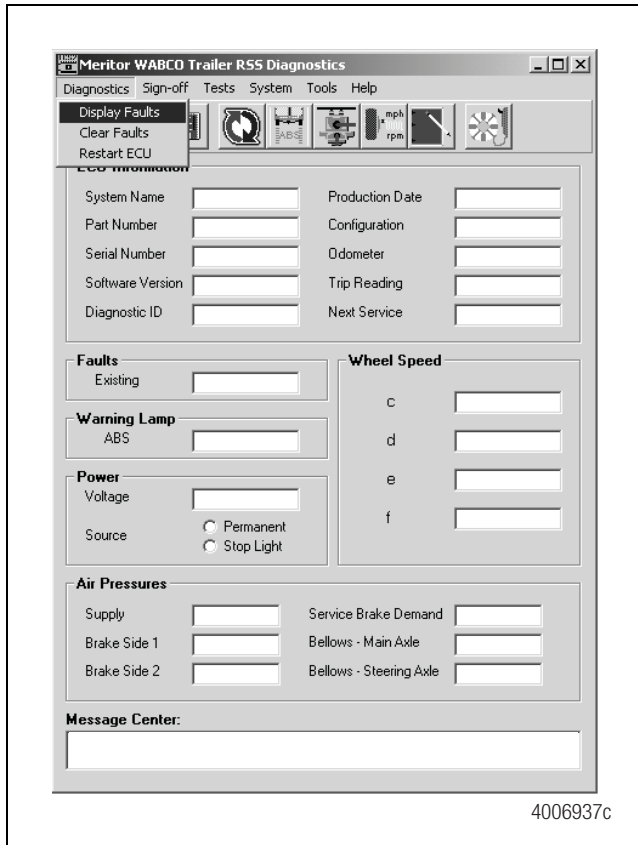 Meritor WABCO Trailer RSS Diagnostics
Diagnostics Sign-off Tests System Tools Help
Display Faults
Clear Faults
Restart ECU
ABS
mph
rpm
ECU Information
System Name
Production Date
Part Number
Configuration
Serial Number
Odometer
Software Version
Trip Reading
Diagnostic ID
Next Service
Faults
Existing
Warning Lamp
ABS
Power
Voltage
Source
Permanent
Stop Light
Wheel Speed
c
d
e
f
Air Pressures
Supply
Service Brake Demand
Brake Side 1
Bellows - Main Axle
Brake Side 2
Bellows - Steering Axle
Message Center:
4006937c